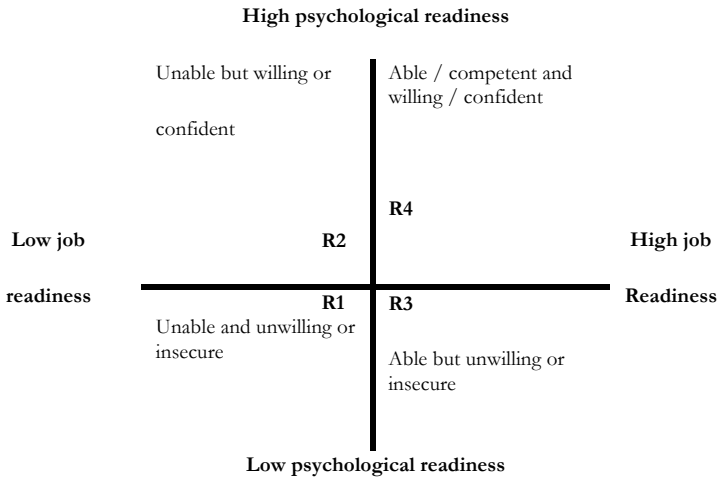 High psychological readiness
Unable but willing or
confident
Able / competent and
willing / confident
R4
Low job
readiness
R2
High job
Readiness
R1
Unable and unwilling or
insecure
R3
Able but unwilling or
insecure
Low psychological readiness